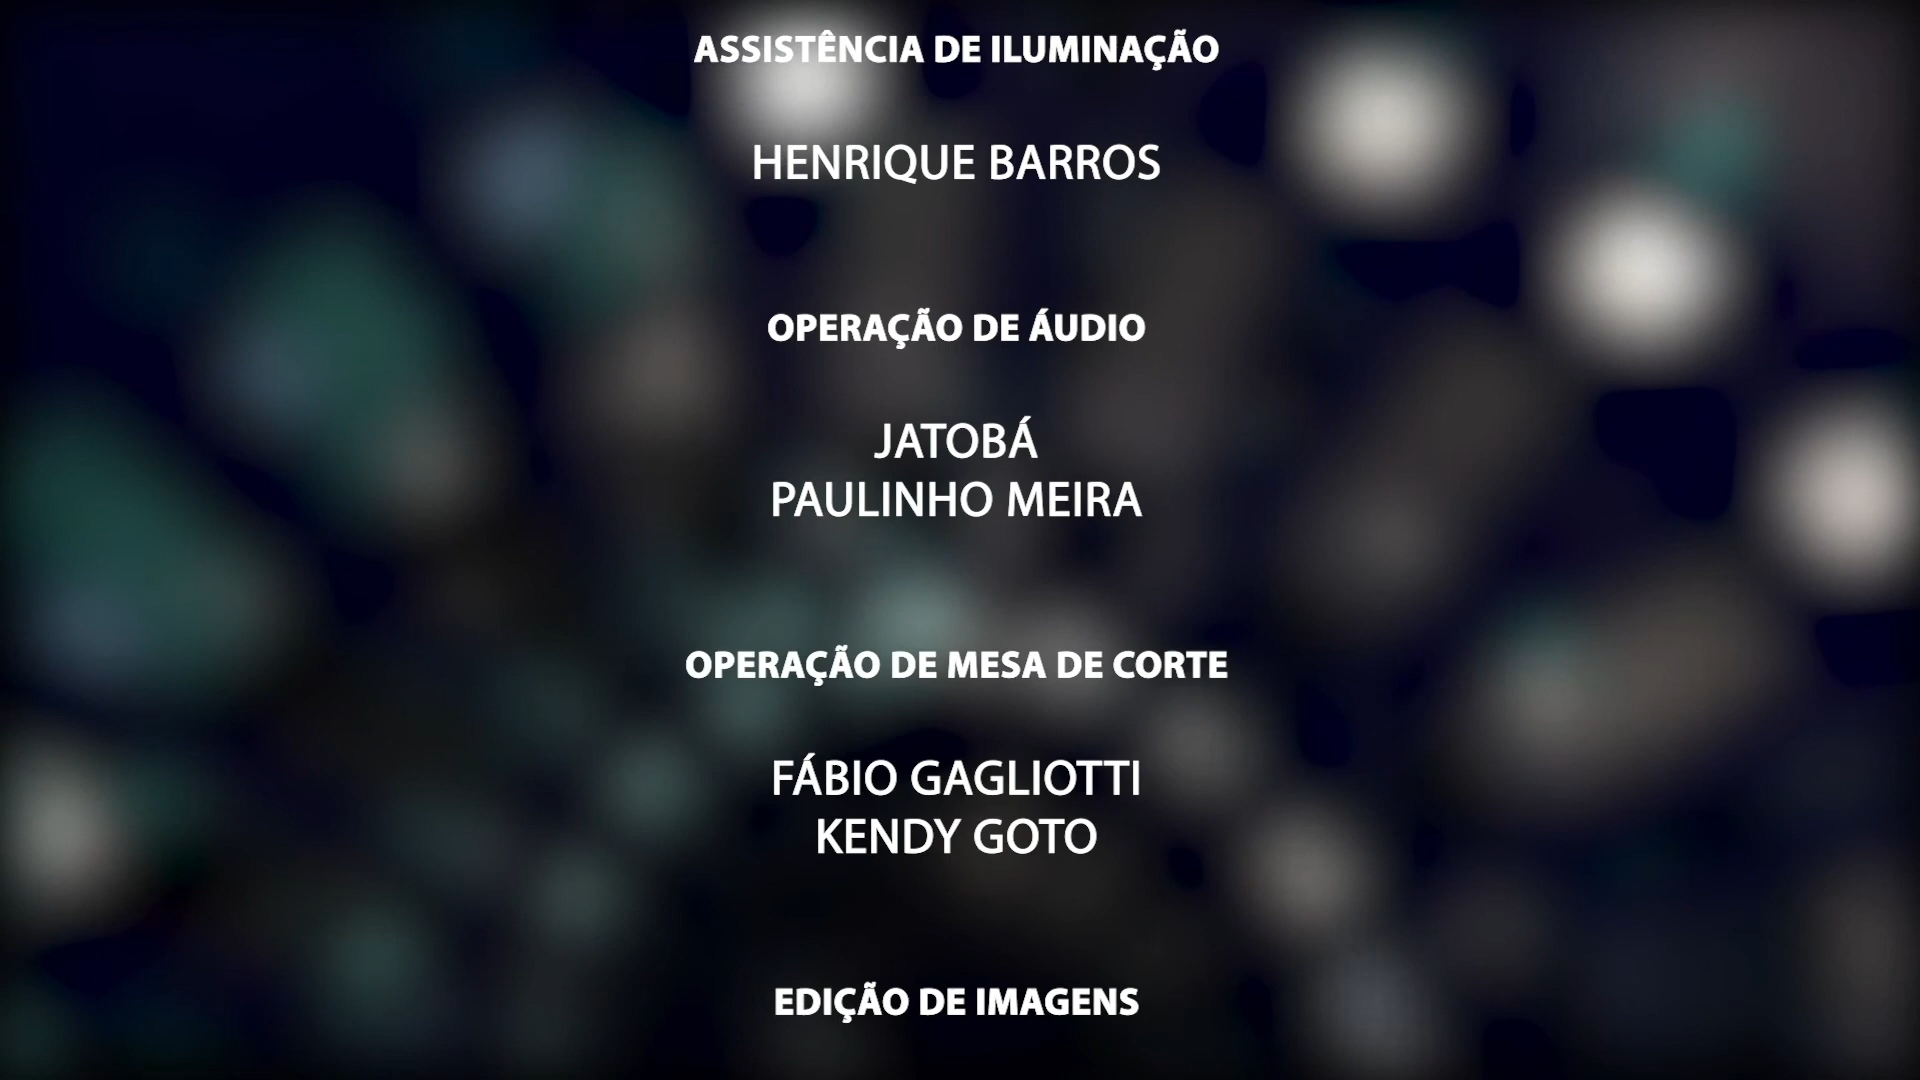 ASSISTÊNCIA DE ILUMINAÇÃO
HENRIQUE BARROS
OPERAÇÃO DE ÁUDIO
JATOBÁ
PAULINHO MEIRA
OPERAÇÃO DE MESA DE CORTE
FÁBIO GAGLIOTTI
KENDY GOTO
EDIÇÃO DE IMAGENS